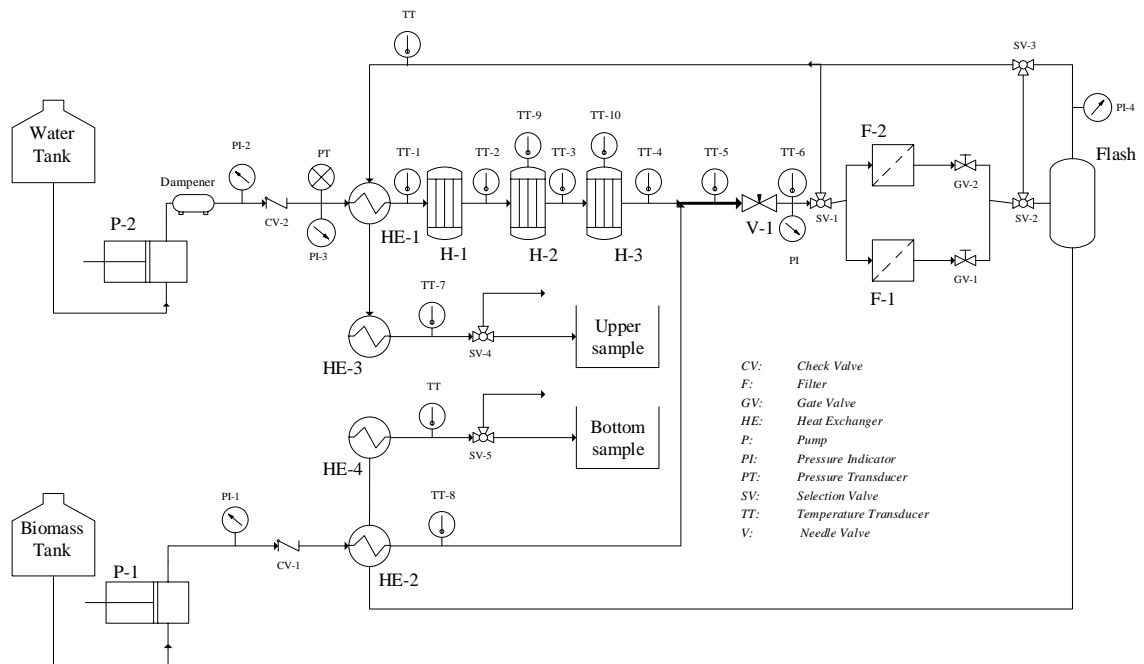 TT
SV-3
PI-4
Water
Tank
PI-2
PT
TT-1
TT-2
TT-9
TT-3
TT-10
TT-4
TT-5
TT-6
F-2
Flash
Dampener
P-2
CV-2
PI-3
HE-1
H-1
H-2
H-3
V-1
PI
SV-1
GV-2
SV-2
F-1
GV-1
TT-7
HE-3
SV-4
Upper
sample
TT
HE-4
SV-5
Bottom
sample
CV: Check Valve
F: Filter
GV: Gate Valve
HE: Heat Exchanger
P: Pump
PI: Pressure Indicator
PT: Pressure Transducer
SV: Selection Valve
TT: Temperature Transducer
V: Needle Valve
Biomass
Tank
PI-1
TT-8
P-1
CV-1
HE-2